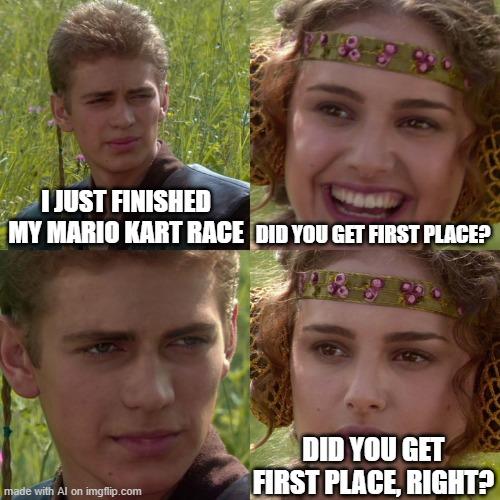 I JUST FINISHED
MY MARIO KART RACE
DID YOU GET FIRST PLACE?
DID YOU GET
FIRST PLACE, RIGHT?
made with AI on imgflip.com